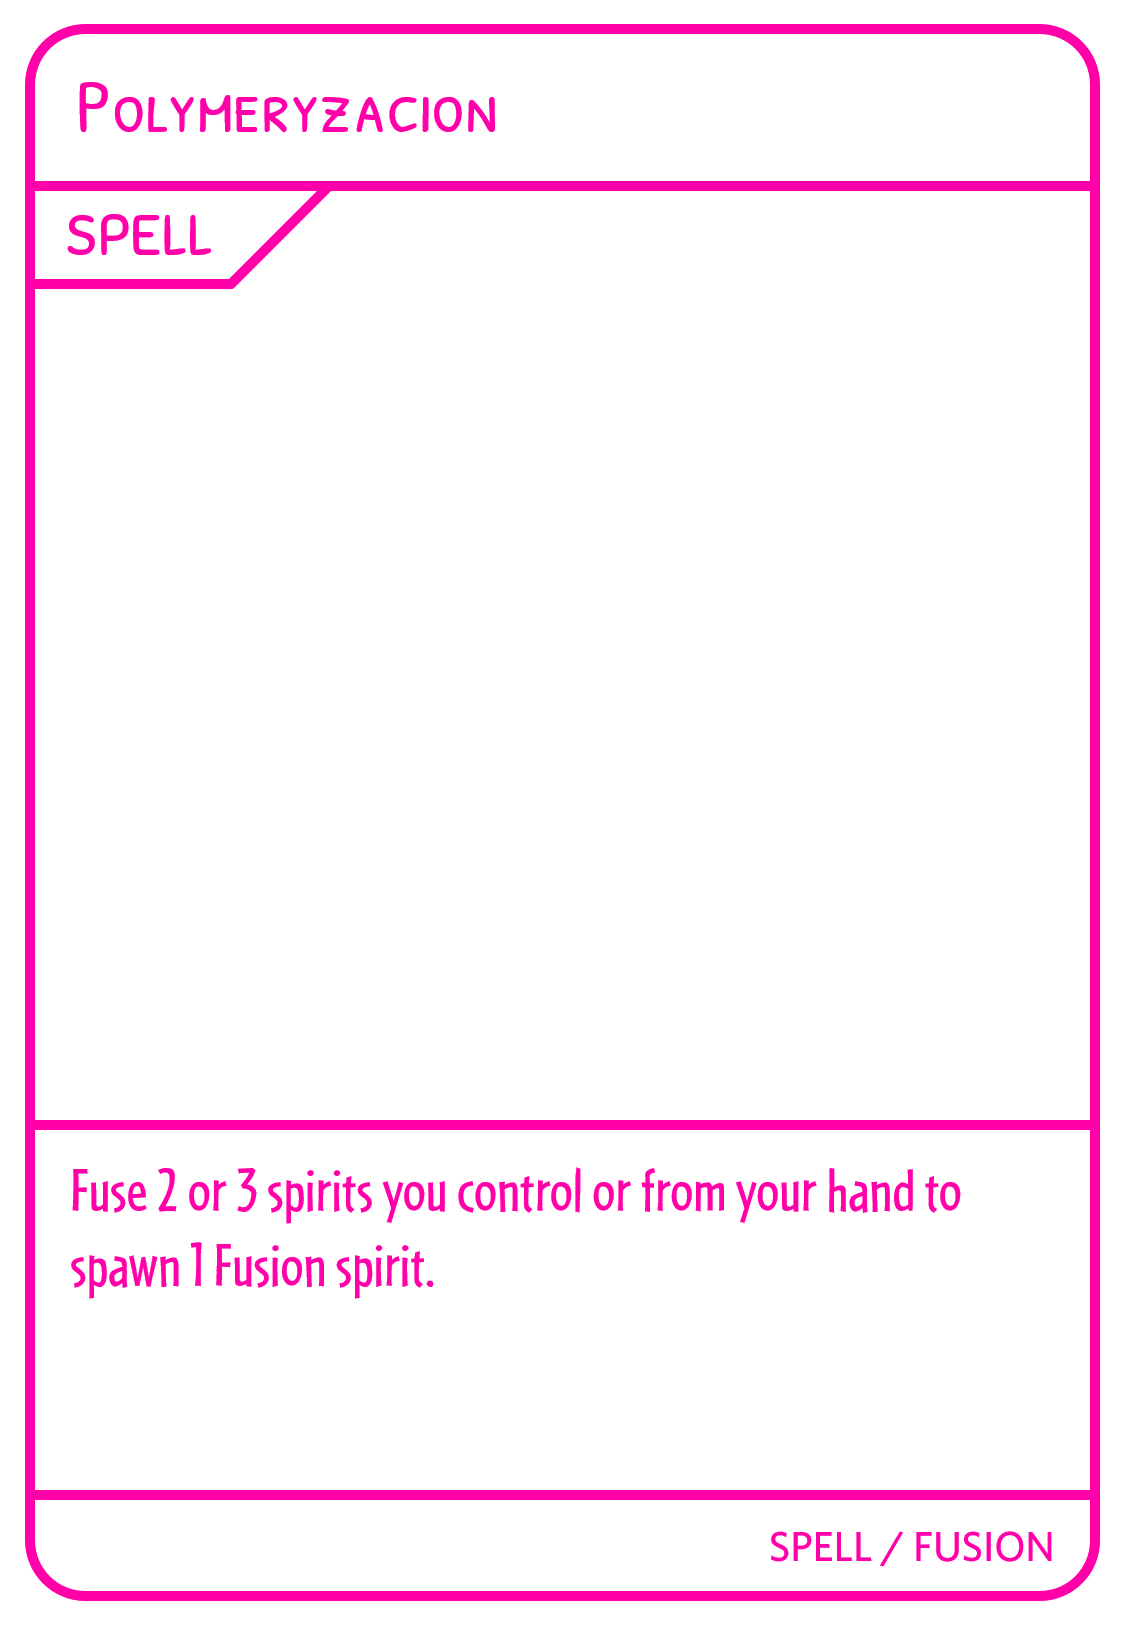 Polymeryzacion
SPELL
Fuse 2 or 3 spirits you control or from your hand to
spawn 1 Fusion spirit.
SPELL / FUSION